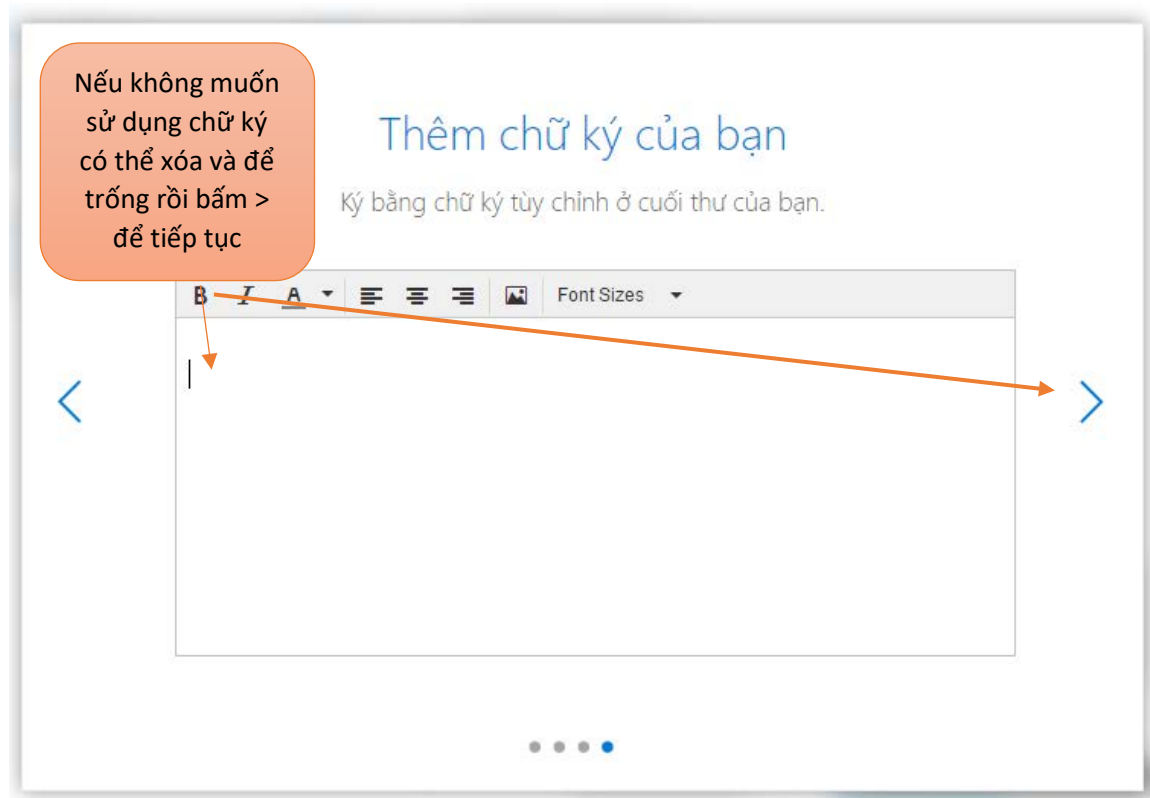 Nếu không muốn
sử dụng chữ ký
có thể xóa và để
trống rồi bấm >
để tiếp tục
Thêm chữ ký của bạn
Ký bằng chữ ký tùy chỉnh ở cuối thư của bạn.
B I A Font Sizes